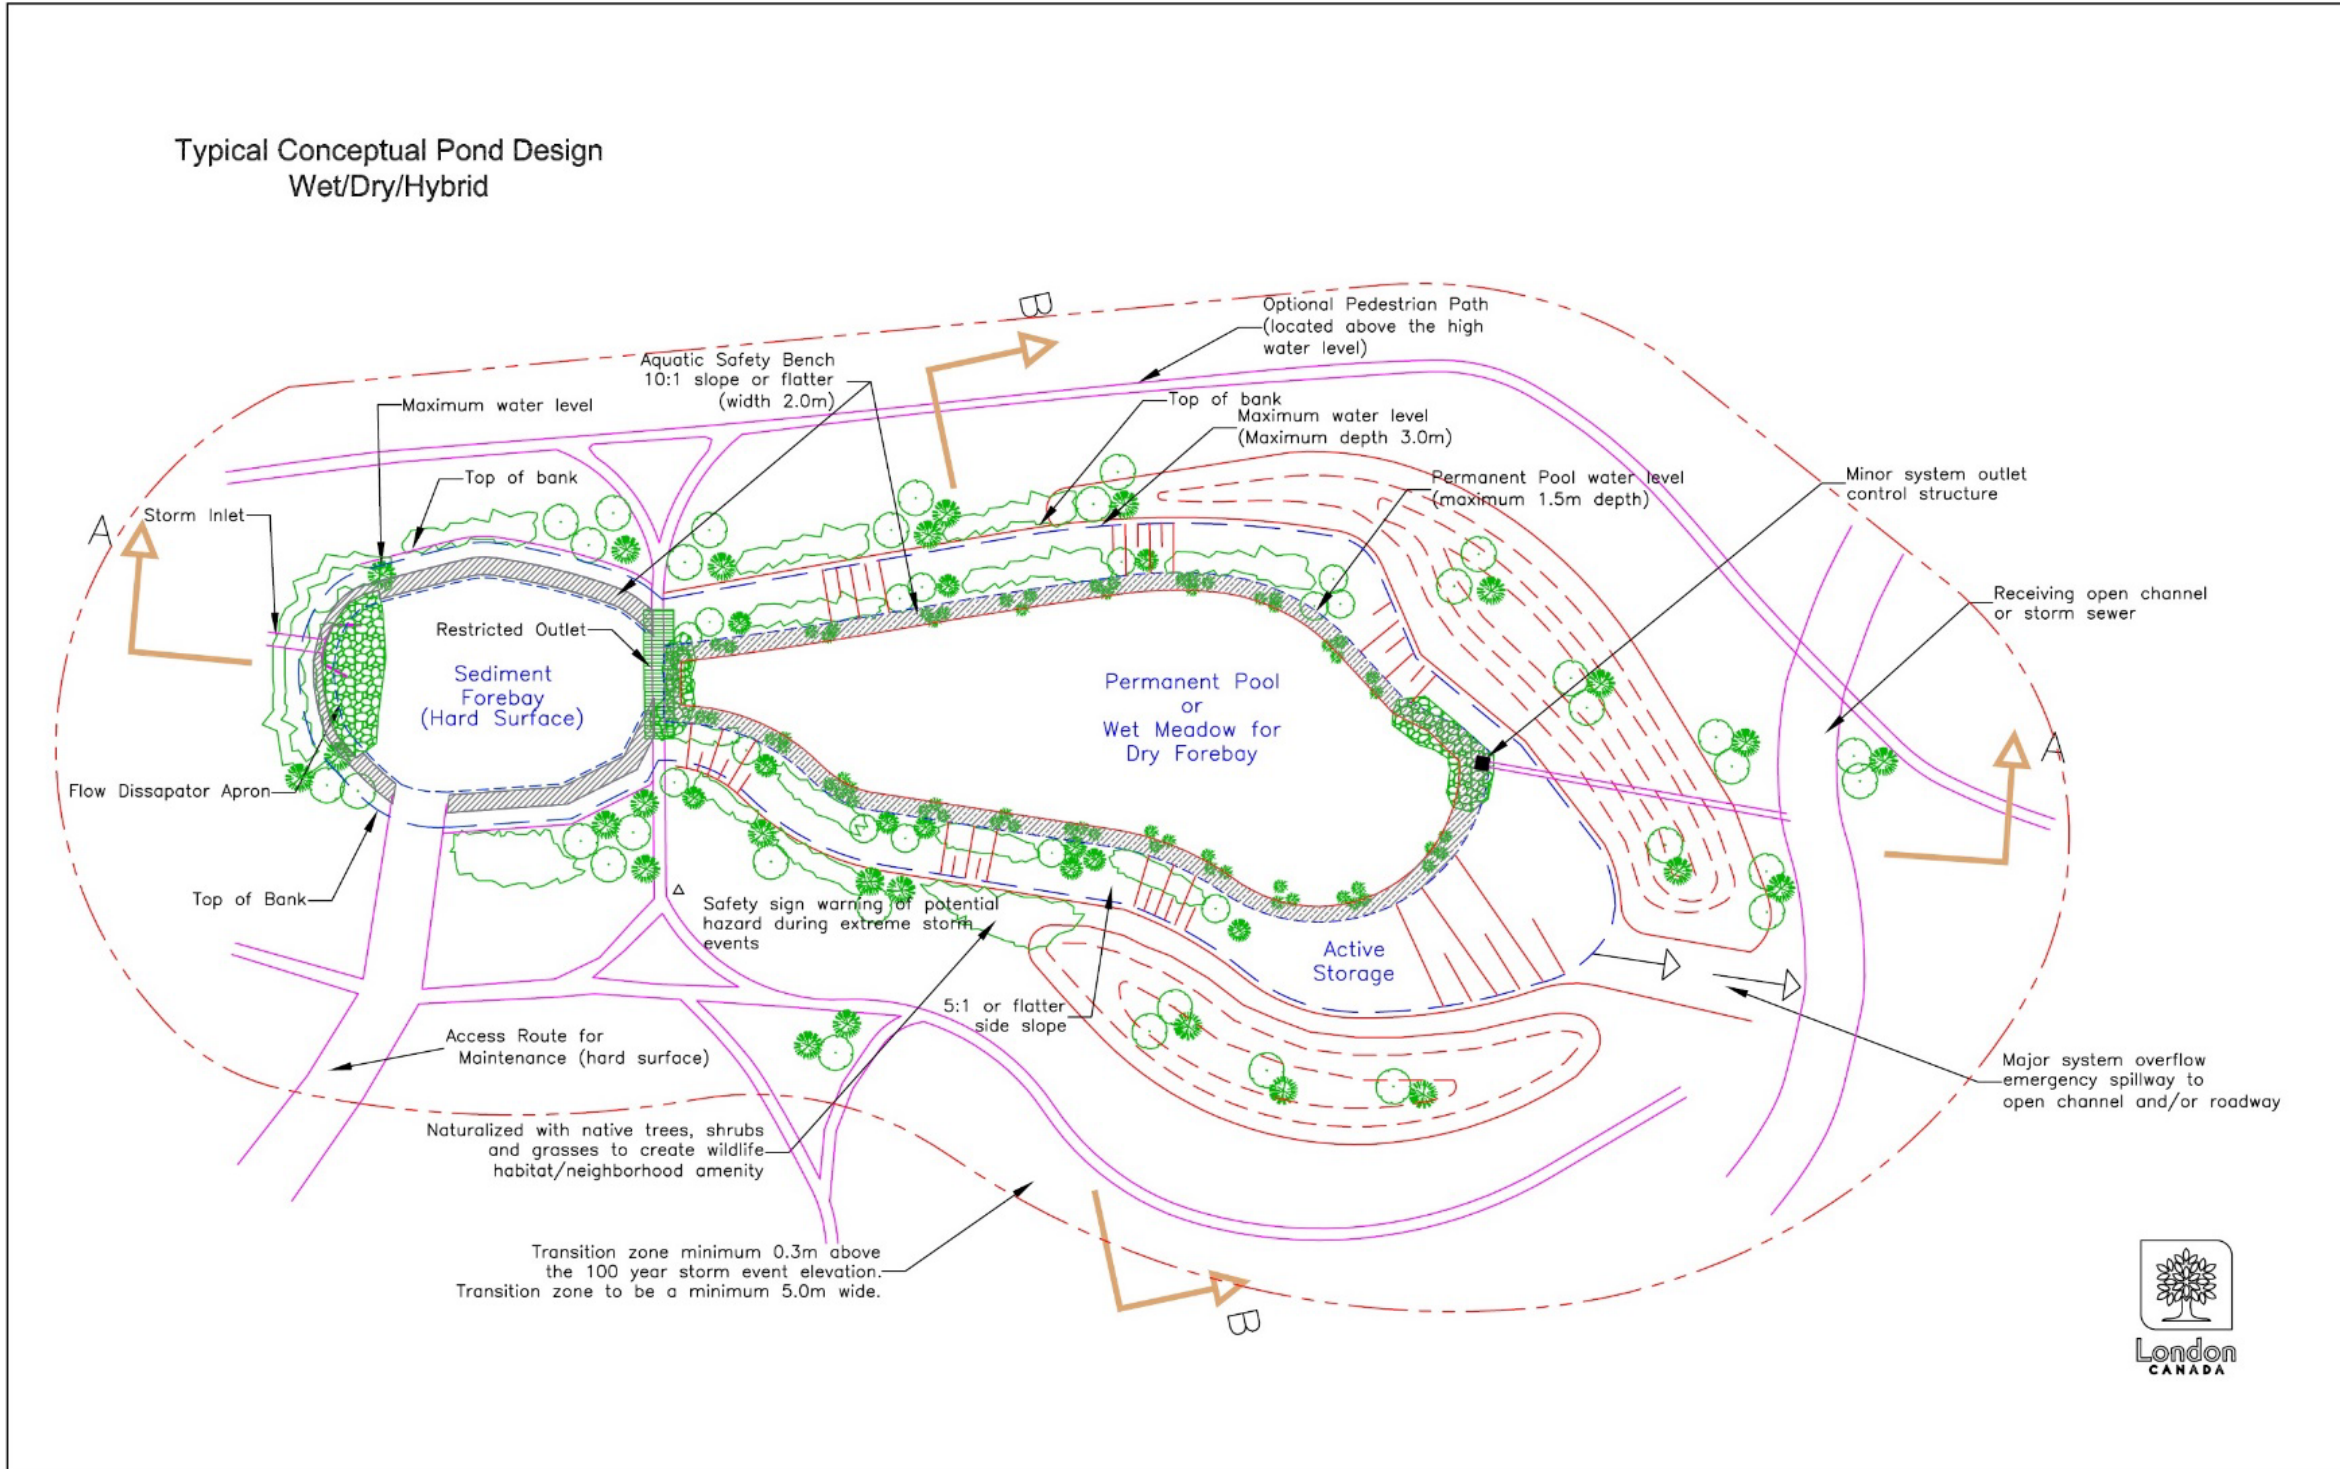 Typical Conceptual Pond Design
Wet/Dry/Hybrid
B
Optional Pedestrian Path
(located above the high
water level)
Aquatic Safety Bench
10:1 slope or flatter
(width 2.0m)
Maximum water level
Top of bank
Maximum water level
(Maximum depth 3.0m)
Top of bank
Permanent Pool water level
(maximum 1.5m depth)
Minor system outlet
control structure
A
Storm Inlet
Receiving open channel
or storm sewer
Restricted Outlet
Sediment
Forebay
(Hard Surface)
Permanent Pool
or
Wet Meadow for
Dry Forebay
A
Flow Dissapator Apron
Top of Bank
Safety sign warning of potential
hazard during extreme storm
events
Active
Storage
5:1 or flatter
side slope
Access Route for
Maintenance (hard surface)
Major system overflow
emergency spillway to
open channel and/or roadway
Naturalized with native trees, shrubs
and grasses to create wildlife
habitat/neighborhood amenity
Transition zone minimum 0.3m above
the 100 year storm event elevation.
Transition zone to be a minimum 5.0m wide.
B
London
CANADA